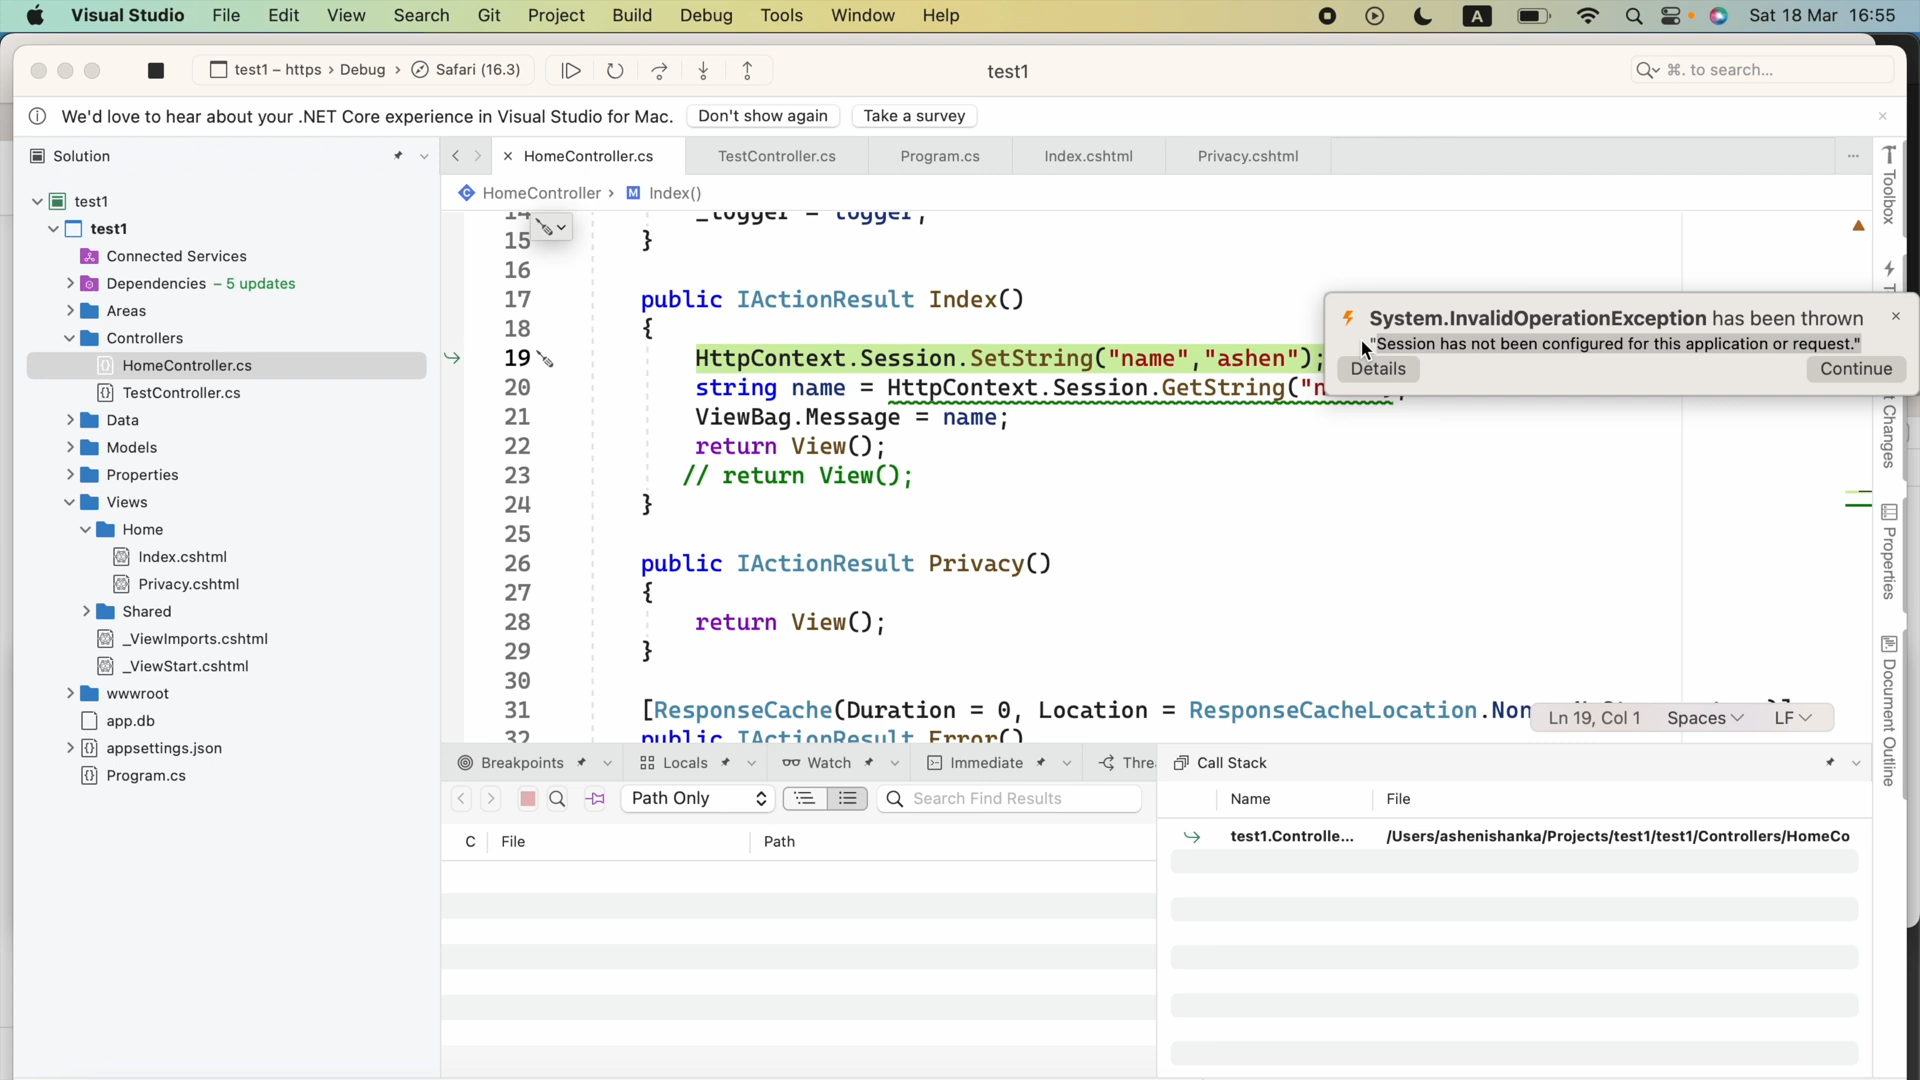 Visual Studio File Edit View Search Git Project Build Debug Tools Window Help A Sat 18 Mar 16:55
test1 – https › Debug › Safari (16.3) test1 ⌘. to search...
We'd love to hear about your .NET Core experience in Visual Studio for Mac. Don't show again Take a survey
Solution
test1
test1
Connected Services
Dependencies – 5 updates
Areas
Controllers
HomeController.cs
TestController.cs
Data
Models
Properties
Views
Home
Index.cshtml
Privacy.cshtml
Shared
_ViewImports.cshtml
_ViewStart.cshtml
wwwroot
app.db
appsettings.json
Program.cs
HomeController.cs TestController.cs Program.cs Index.cshtml Privacy.cshtml
HomeController › M Index()
14 _logger = logger;
15 }
16
17 public IActionResult Index()
18 {
19 HttpContext.Session.SetString("name","ashen");
20 string name = HttpContext.Session.GetString("n
21 ViewBag.Message = name;
22 return View();
23 // return View();
24 }
25
26 public IActionResult Privacy()
27 {
28 return View();
29 }
30
31 [ResponseCache(Duration = 0, Location = ResponseCacheLocation.Non
32 public IActionResult Error()
System.InvalidOperationException has been thrown
"Session has not been configured for this application or request."
Details Continue
Ln 19, Col 1 Spaces LF
Toolbox
Changes
Properties
Document Outline
Breakpoints Locals Watch Immediate Thre
Path Only Search Find Results
C File Path
Call Stack
Name File
test1.Controlle... /Users/ashenishanka/Projects/test1/test1/Controllers/HomeCo